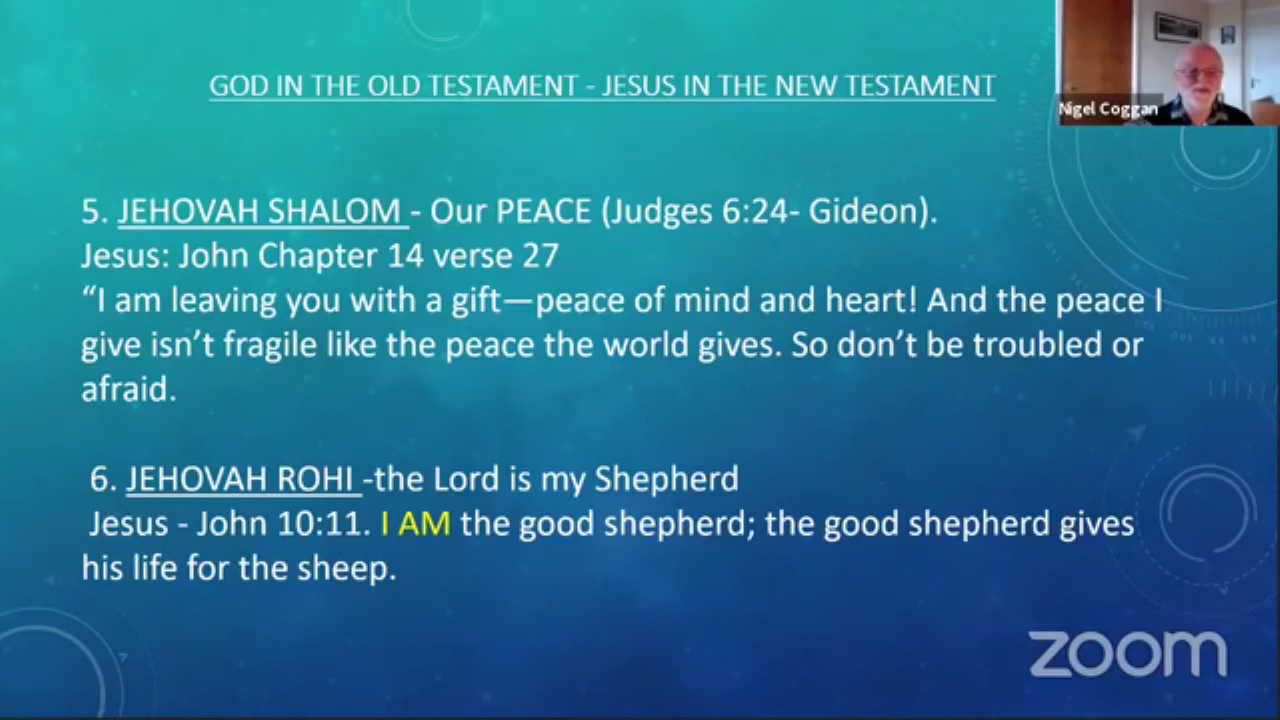 GOD IN THE OLD TESTAMENT - JESUS IN THE NEW TESTAMENT
Nigel Coggan
5. JEHOVAH SHALOM - Our PEACE (Judges 6:24- Gideon).
Jesus: John Chapter 14 verse 27
“I am leaving you with a gift—peace of mind and heart! And the peace I
give isn’t fragile like the peace the world gives. So don’t be troubled or
afraid.
6. JEHOVAH ROHI -the Lord is my Shepherd
Jesus - John 10:11. I AM the good shepherd; the good shepherd gives
his life for the sheep.
zoom